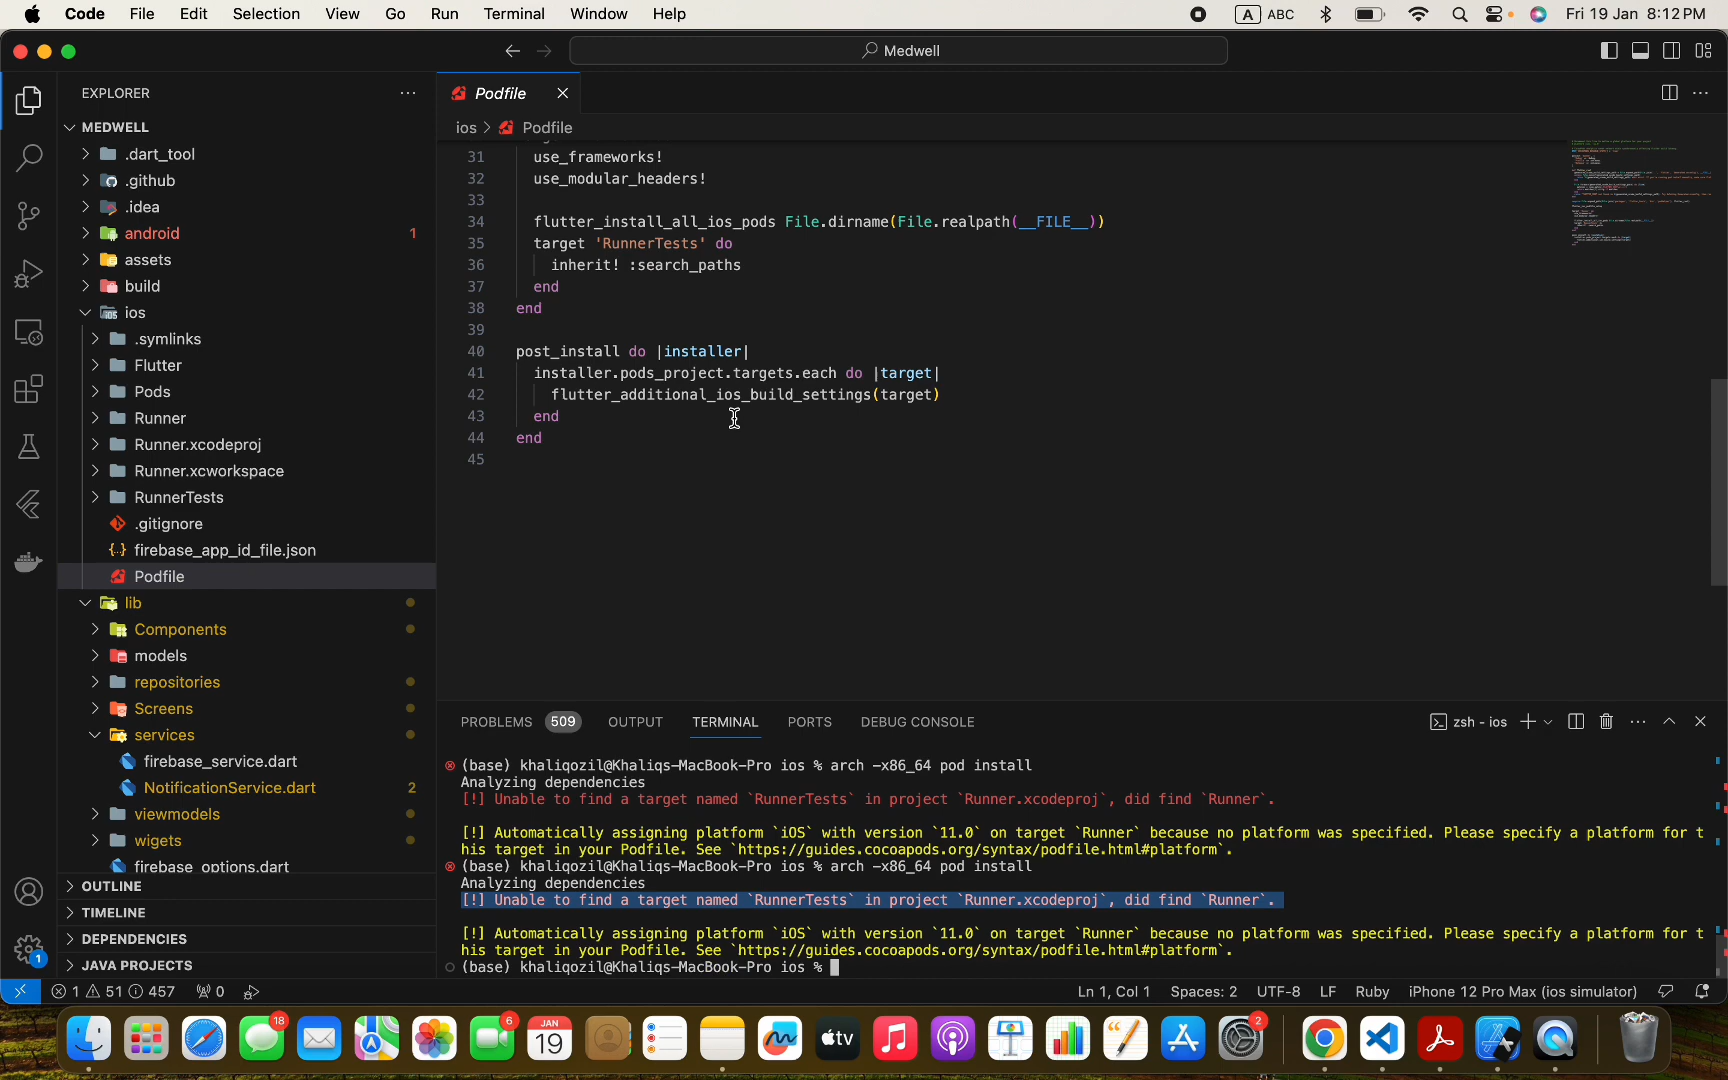 Code File Edit Selection View Go Run Terminal Window Help
A ABC Fri 19 Jan 8:12 PM
Medwell
EXPLORER
MEDWELL
.dart_tool
.github
.idea
android 1
assets
build
ios
.symlinks
Flutter
Pods
Runner
Runner.xcodeproj
Runner.xcworkspace
RunnerTests
.gitignore
firebase_app_id_file.json
Podfile
lib
Components
models
repositories
Screens
services
firebase_service.dart
NotificationService.dart 2
viewmodels
wigets
firebase_options.dart
OUTLINE
TIMELINE
DEPENDENCIES
JAVA PROJECTS
1
Podfile
ios > Podfile
31 use_frameworks!
32 use_modular_headers!
33
34 flutter_install_all_ios_pods File.dirname(File.realpath(__FILE__))
35 target 'RunnerTests' do
36 inherit! :search_paths
37 end
38 end
39
40 post_install do |installer|
41 installer.pods_project.targets.each do |target|
42 flutter_additional_ios_build_settings(target)
43 end
44 end
45
PROBLEMS 509 OUTPUT TERMINAL PORTS DEBUG CONSOLE
zsh - ios
(base) khaliqozil@Khaliqs-MacBook-Pro ios % arch -x86_64 pod install
Analyzing dependencies
[!] Unable to find a target named `RunnerTests` in project `Runner.xcodeproj`, did find `Runner`.
[!] Automatically assigning platform `iOS` with version `11.0` on target `Runner` because no platform was specified. Please specify a platform for t
his target in your Podfile. See `https://guides.cocoapods.org/syntax/podfile.html#platform`.
(base) khaliqozil@Khaliqs-MacBook-Pro ios % arch -x86_64 pod install
Analyzing dependencies
[!] Unable to find a target named `RunnerTests` in project `Runner.xcodeproj`, did find `Runner`.
[!] Automatically assigning platform `iOS` with version `11.0` on target `Runner` because no platform was specified. Please specify a platform for t
his target in your Podfile. See `https://guides.cocoapods.org/syntax/podfile.html#platform`.
(base) khaliqozil@Khaliqs-MacBook-Pro ios %
1 51 457 0
Ln 1, Col 1 Spaces: 2 UTF-8 LF Ruby iPhone 12 Pro Max (ios simulator)
18
6
JAN
19
tv
2